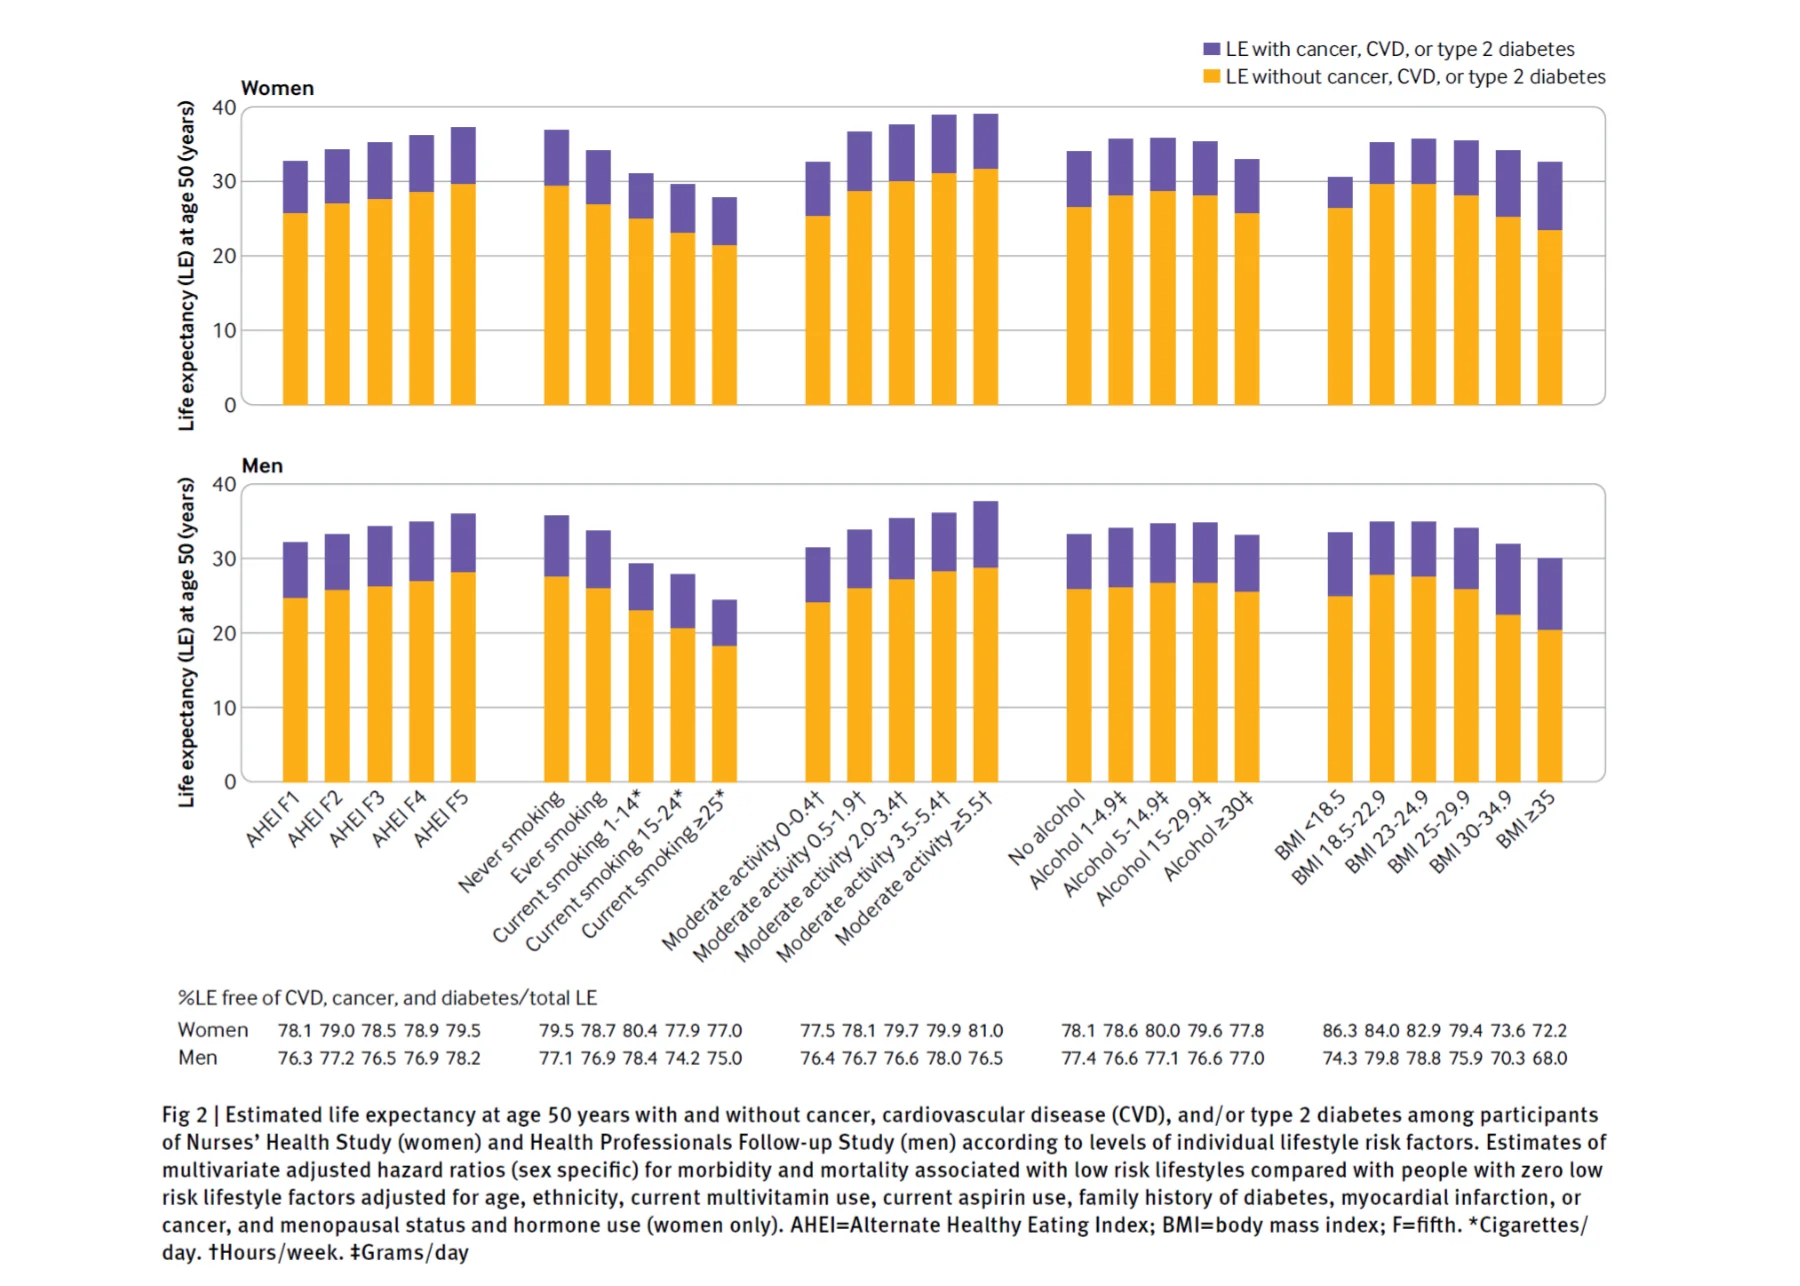 LE with cancer, CVD, or type 2 diabetes
LE without cancer, CVD, or type 2 diabetes
Women
Life expectancy (LE) at age 50 (years)
40
30
20
10
0
Men
Life expectancy (LE) at age 50 (years)
40
30
20
10
0
AHEI F1
AHEI F2
AHEI F3
AHEI F4
AHEI F5
Never smoking
Ever smoking
Current smoking 1-14*
Current smoking 15-24*
Current smoking ≥25*
Moderate activity 0-0.4†
Moderate activity 0.5-1.9†
Moderate activity 2.0-3.4†
Moderate activity 3.5-5.4†
Moderate activity ≥5.5†
No alcohol
Alcohol 1-4.9‡
Alcohol 5-14.9‡
Alcohol 15-29.9‡
Alcohol ≥30‡
BMI <18.5
BMI 18.5-22.9
BMI 23-24.9
BMI 25-29.9
BMI 30-34.9
BMI ≥35
%LE free of CVD, cancer, and diabetes/total LE
Women 78.1 79.0 78.5 78.9 79.5 79.5 78.7 80.4 77.9 77.0 77.5 78.1 79.7 79.9 81.0 78.1 78.6 80.0 79.6 77.8 86.3 84.0 82.9 79.4 73.6 72.2
Men 76.3 77.2 76.5 76.9 78.2 77.1 76.9 78.4 74.2 75.0 76.4 76.7 76.6 78.0 76.5 77.4 76.6 77.1 76.6 77.0 74.3 79.8 78.8 75.9 70.3 68.0
Fig 2 | Estimated life expectancy at age 50 years with and without cancer, cardiovascular disease (CVD), and/or type 2 diabetes among participants
of Nurses’ Health Study (women) and Health Professionals Follow-up Study (men) according to levels of individual lifestyle risk factors. Estimates of
multivariate adjusted hazard ratios (sex specific) for morbidity and mortality associated with low risk lifestyles compared with people with zero low
risk lifestyle factors adjusted for age, ethnicity, current multivitamin use, current aspirin use, family history of diabetes, myocardial infarction, or
cancer, and menopausal status and hormone use (women only). AHEI=Alternate Healthy Eating Index; BMI=body mass index; F=fifth. *Cigarettes/
day. †Hours/week. ‡Grams/day